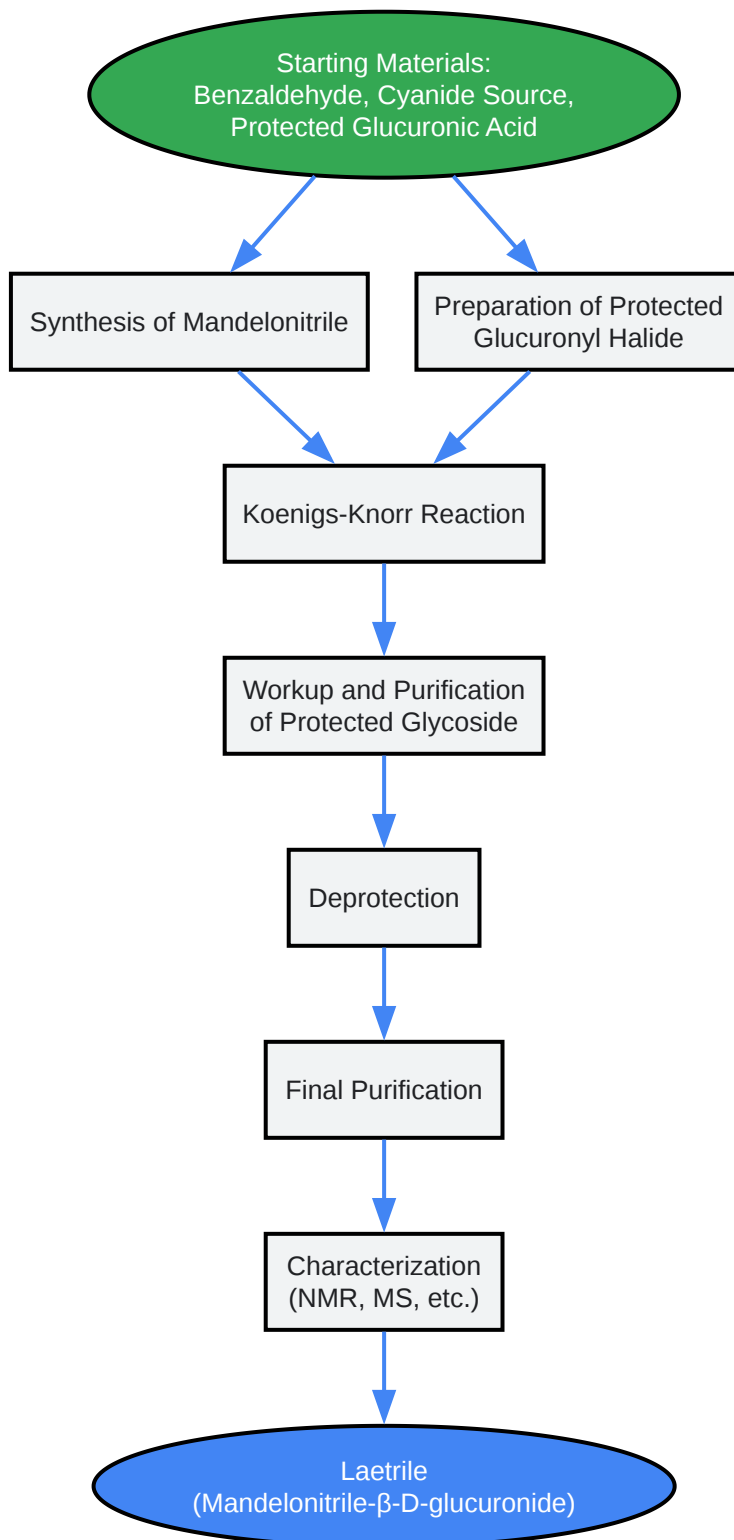 Starting Materials:
Benzaldehyde, Cyanide Source,
Protected Glucuronic Acid
Synthesis of Mandelonitrile
Preparation of Protected
Glucuronyl Halide
Koenigs-Knorr Reaction
Workup and Purification
of Protected Glycoside
Deprotection
Final Purification
Characterization
(NMR, MS, etc.)
Laetrile
(Mandelonitrile-β-D-glucuronide)